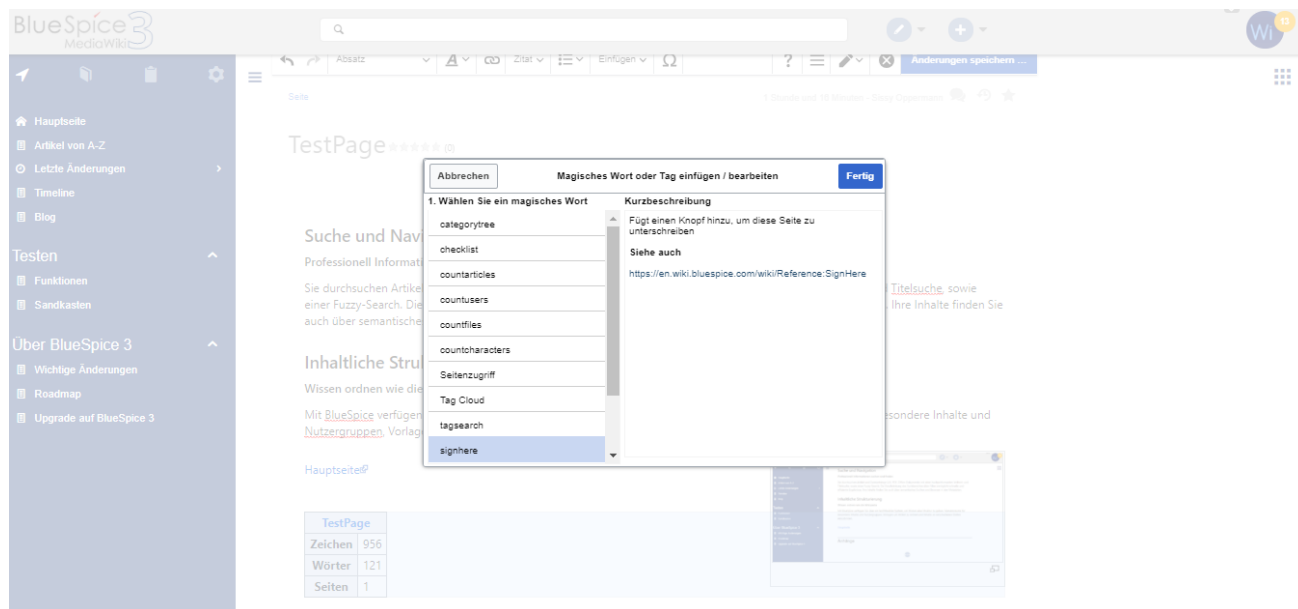 BlueSpice 3
MediaWiki
Wi
13
Absatz
A
Zitat
Einfügen
Ω
?
Änderungen speichern ...
Seite
Hauptseite
Artikel von A-Z
Letzte Änderungen
Timeline
Blog
Testen
Funktionen
Sandkasten
Über BlueSpice 3
Wichtige Änderungen
Roadmap
Upgrade auf BlueSpice 3
TestPage (0)
Abbrechen
Magisches Wort oder Tag einfügen / bearbeiten
Fertig
1. Wählen Sie ein magisches Wort
categorytree
checklist
countarticles
countusers
countfiles
countcharacters
Seitenzugriff
Tag Cloud
tagsearch
signhere
Kurzbeschreibung
Fügt einen Knopf hinzu, um diese Seite zu
unterschreiben
Siehe auch
https://en.wiki.bluespice.com/wiki/Reference:SignHere
Suche und Navi
Professionell Informati
Sie durchsuchen Artike Titelsuche, sowie
einer Fuzzy-Search. Die . Ihre Inhalte finden Sie
auch über semantische
Inhaltliche Stru
Wissen ordnen wie die
Mit BlueSpice verfügen esondere Inhalte und
Nutzergruppen, Vorlag
Hauptseite
TestPage
Zeichen 956
Wörter 121
Seiten 1